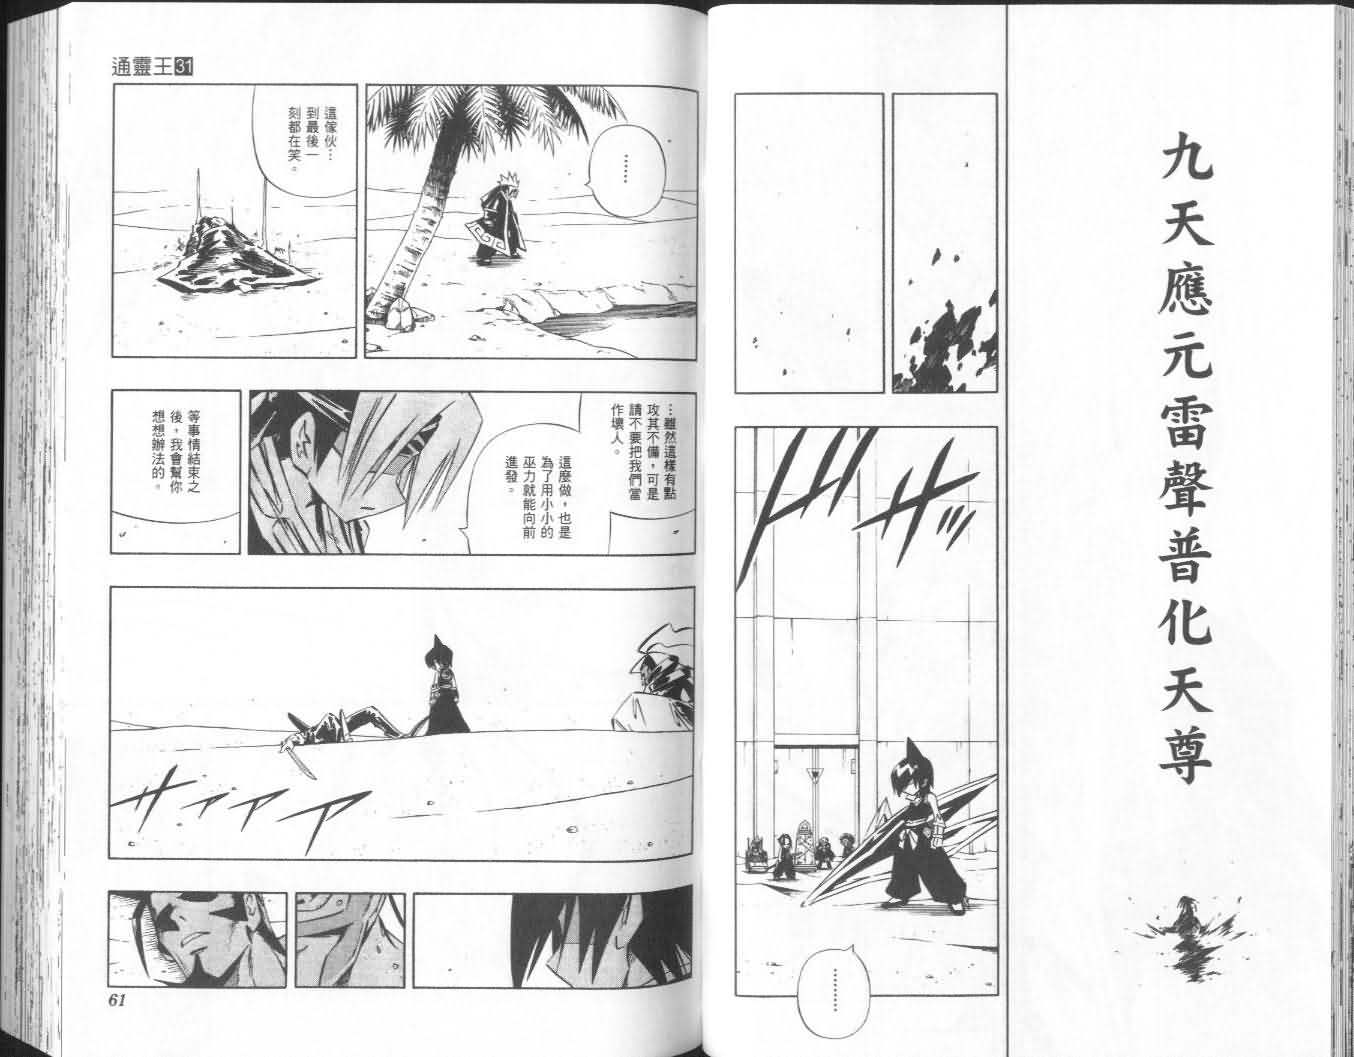 九天應元雷聲普化天尊
ガガッ
………
通靈王31
………
這傢伙…
到最後一
刻都在笑。
…雖然這樣有點
攻其不備，可是
請不要把我們當
作壞人。
這麼做，也是
為了用小小的
巫力就能向前
進發。
等事情結束之
後，我會幫你
想想辦法的。
サァァァ
61